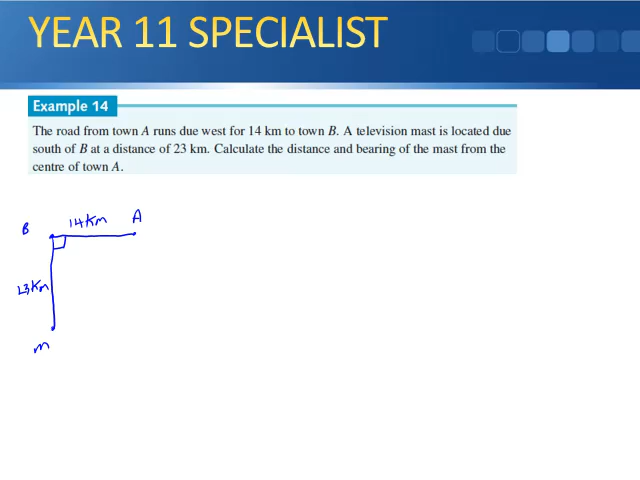 YEAR 11 SPECIALIST
Example 14
The road from town A runs due west for 14 km to town B. A television mast is located due
south of B at a distance of 23 km. Calculate the distance and bearing of the mast from the
centre of town A.
B 14Km A
23Km
m